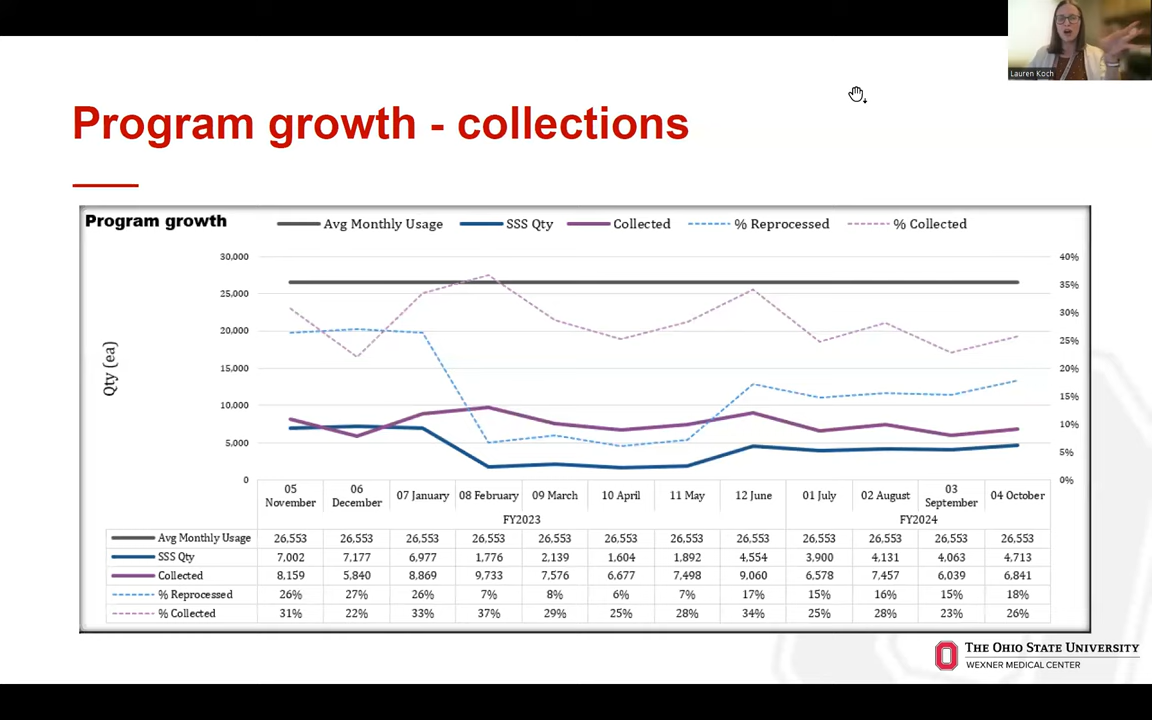 Lauren Koch
Program growth - collections
Program growth
Avg Monthly Usage SSS Qty Collected % Reprocessed % Collected
30,000 40%
25,000 35%
30%
20,000 25%
15,000 20%
15%
10,000 10%
5,000 5%
0 0%
Qty (ea)
05 November 06 December 07 January 08 February 09 March 10 April 11 May 12 June 01 July 02 August 03 September 04 October
FY2023 FY2024
Avg Monthly Usage 26,553 26,553 26,553 26,553 26,553 26,553 26,553 26,553 26,553 26,553 26,553 26,553
SSS Qty 7,002 7,177 6,977 1,776 2,139 1,604 1,892 4,554 3,900 4,131 4,063 4,713
Collected 8,159 5,840 8,869 9,733 7,576 6,677 7,498 9,060 6,578 7,457 6,039 6,841
% Reprocessed 26% 27% 26% 7% 8% 6% 7% 17% 15% 16% 15% 18%
% Collected 31% 22% 33% 37% 29% 25% 28% 34% 25% 28% 23% 26%
THE OHIO STATE UNIVERSITY
WEXNER MEDICAL CENTER